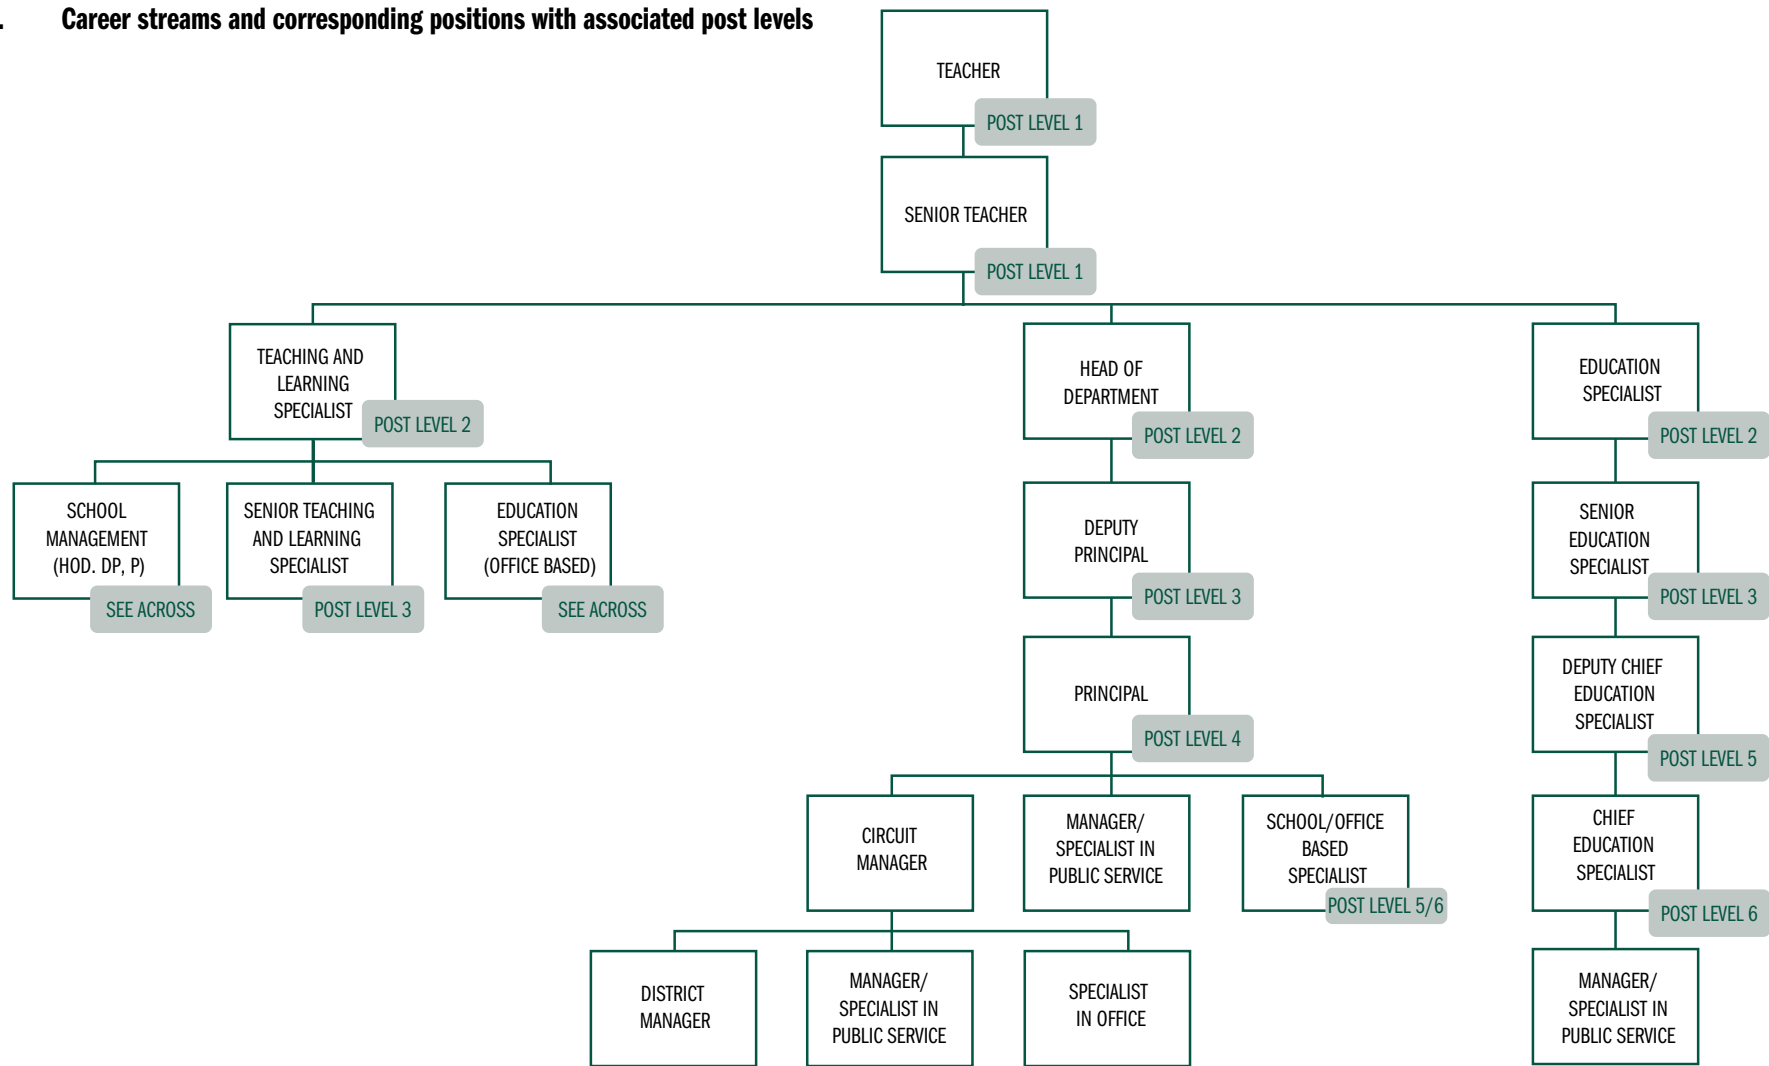 . Career streams and corresponding positions with associated post levels
TEACHER
POST LEVEL 1
SENIOR TEACHER
POST LEVEL 1
TEACHING AND
LEARNING
SPECIALIST
POST LEVEL 2
HEAD OF
DEPARTMENT
POST LEVEL 2
EDUCATION
SPECIALIST
POST LEVEL 2
SCHOOL
MANAGEMENT
(HOD. DP, P)
SEE ACROSS
SENIOR TEACHING
AND LEARNING
SPECIALIST
POST LEVEL 3
EDUCATION
SPECIALIST
(OFFICE BASED)
SEE ACROSS
DEPUTY
PRINCIPAL
POST LEVEL 3
SENIOR
EDUCATION
SPECIALIST
POST LEVEL 3
PRINCIPAL
POST LEVEL 4
DEPUTY CHIEF
EDUCATION
SPECIALIST
POST LEVEL 5
CIRCUIT
MANAGER
MANAGER/
SPECIALIST IN
PUBLIC SERVICE
SCHOOL/OFFICE
BASED
SPECIALIST
POST LEVEL 5/6
CHIEF
EDUCATION
SPECIALIST
POST LEVEL 6
DISTRICT
MANAGER
MANAGER/
SPECIALIST IN
PUBLIC SERVICE
SPECIALIST
IN OFFICE
MANAGER/
SPECIALIST IN
PUBLIC SERVICE